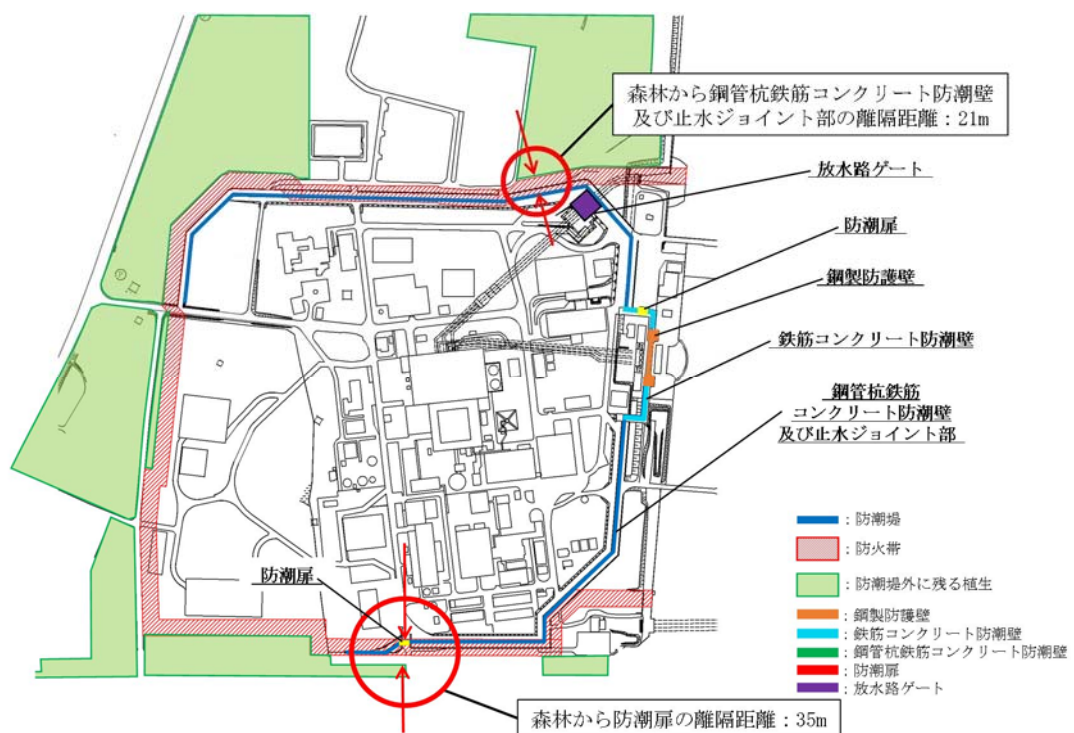 森林から鋼管杭鉄筋コンクリート防潮壁
及び止水ジョイント部の離隔距離：21m
放水路ゲート
防潮扉
鋼製防護壁
鉄筋コンクリート防潮壁
鋼管杭鉄筋
コンクリート防潮壁
及び止水ジョイント部
防潮扉
：防潮堤
：防火帯
：防潮堤外に残る植生
：鋼製防護壁
：鉄筋コンクリート防潮壁
：鋼管杭鉄筋コンクリート防潮壁
：防潮扉
：放水路ゲート
森林から防潮扉の離隔距離：35m